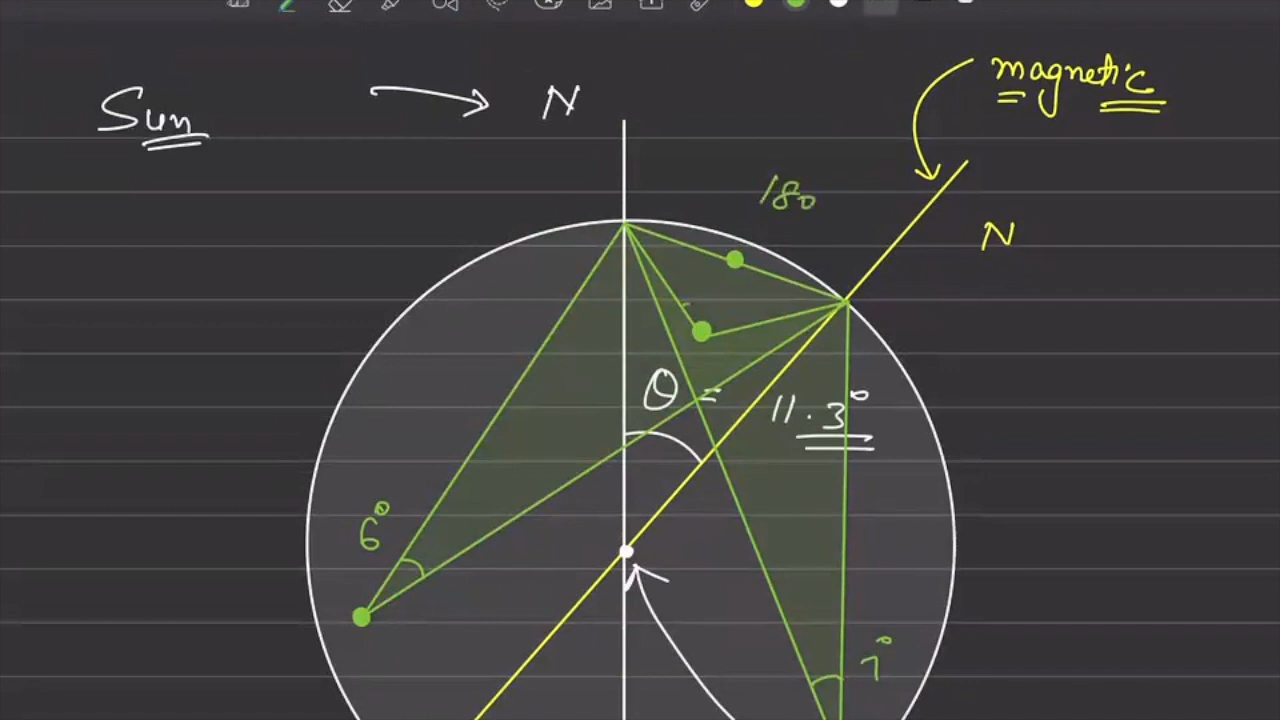 Sun
N
magnetic
180
N
θ = 11.3°
6°
7°